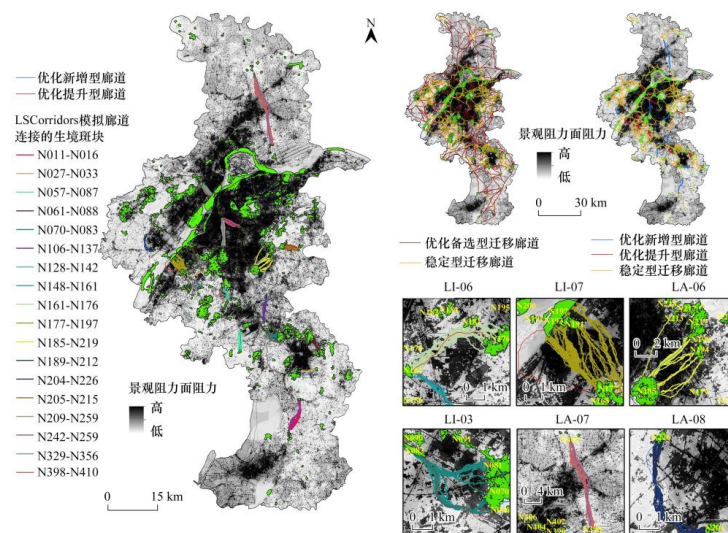 N
优化新增型廊道
优化提升型廊道
LSCorridors模拟廊道
连接的生境斑块
N011-N016
N027-N033
N057-N087
N061-N088
N070-N083
N106-N137
N128-N142
N148-N161
N161-N176
N177-N197
N185-N219
N189-N212
N204-N226
N205-N215
N209-N259
N242-N259
N329-N356
N398-N410
景观阻力面阻力
高
低
0 15 km
景观阻力面阻力
高
低
0 30 km
优化备选型迁移廊道
稳定型迁移廊道
优化新增型廊道
优化提升型廊道
稳定型迁移廊道
LI-06
LI-07
LA-06
N195
0 1 km
N200
0 1 km
0 2 km
N185
LI-03
LA-07
LA-08
N070
0 1 km
0 4 km
N406
N402
N404
0 1 km